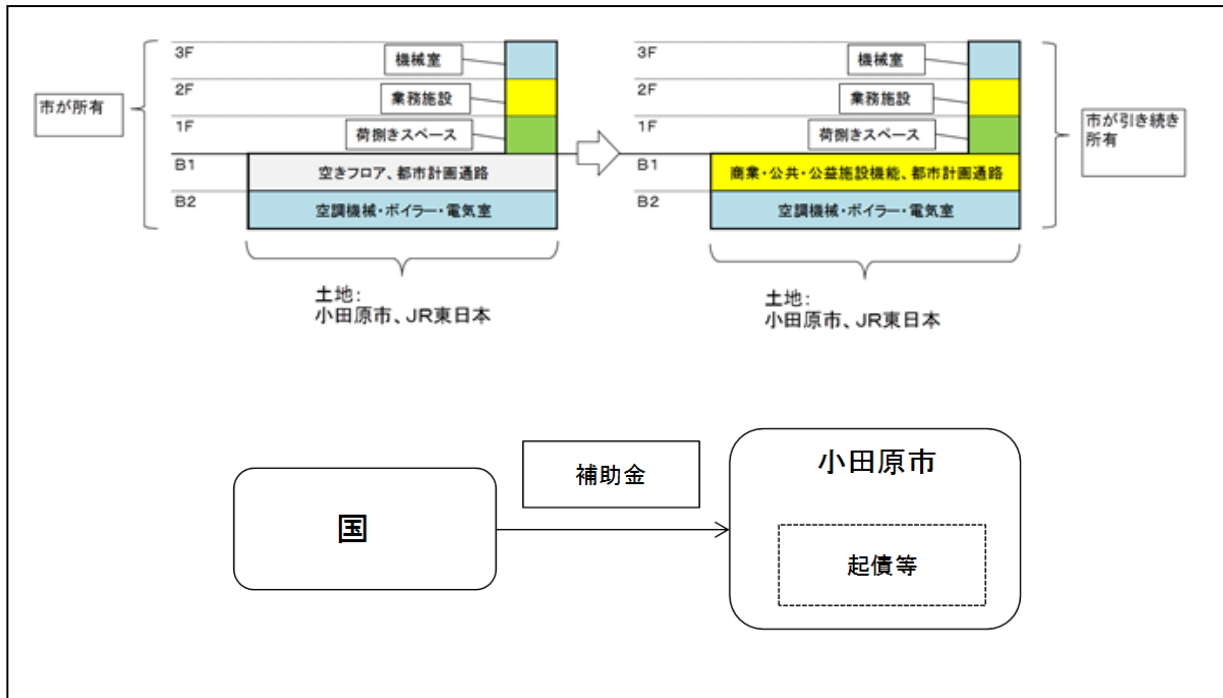 市が所有
3F
機械室
2F
業務施設
1F
荷捌きスペース
B1
空きフロア、都市計画通路
B2
空調機械・ボイラー・電気室
土地:
小田原市、JR東日本
3F
機械室
2F
業務施設
1F
荷捌きスペース
B1
商業・公共・公益施設機能、都市計画通路
B2
空調機械・ボイラー・電気室
土地:
小田原市、JR東日本
市が引き続き
所有
国
補助金
小田原市
起債等